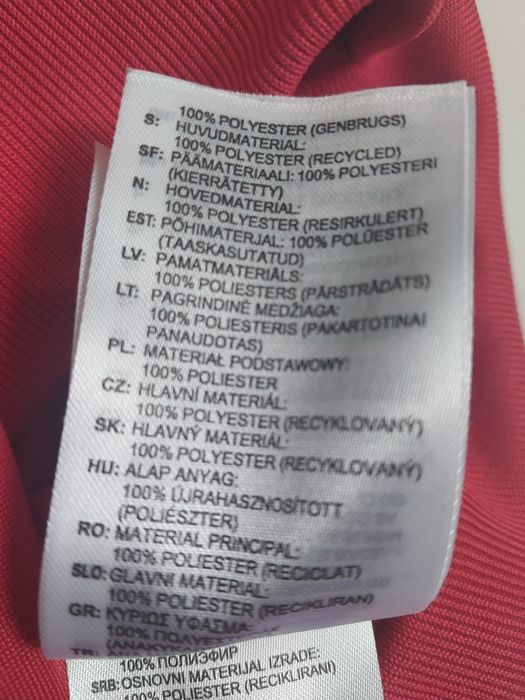 100% POLYESTER (GENBRUGS)
S: HUVUDMATERIAL:
100% POLYESTER (RECYCLED)
SF: PÄÄMATERIAALI: 100% POLYESTERI
(KIERRÄTETTY)
N: HOVEDMATERIAL:
100% POLYESTER (RESIRKULERT)
EST: PÕHIMATERJAL: 100% POLÜESTER
(TAASKASUTATUD)
LV: PAMATMATERIĀLS:
100% POLIESTERS (PĀRSTRĀDĀTS)
LT: PAGRINDINĖ MEDŽIAGA:
100% POLIESTERIS (PAKARTOTINAI
PANAUDOTAS)
PL: MATERIAŁ PODSTAWOWY:
100% POLIESTER
CZ: HLAVNÍ MATERIÁL:
100% POLYESTER (RECYKLOVANÝ)
SK: HLAVNÝ MATERIÁL:
100% POLYESTER (RECYKLOVANÝ)
HU: ALAP ANYAG:
100% ÚJRAHASZNOSÍTOTT
(POLIÉSZTER)
RO: MATERIAL PRINCIPAL:
100% POLIESTER (RECICLAT)
SLO: GLAVNI MATERIAL:
100% POLIESTER (RECIKLIRAN)
GR: ΚΥΡΙΩΣ ΥΦΑΣΜΑ:
100%
TR:
100% ПОЛИЭФИР
SRB: OSNOVNI MATERIJAL IZRADE:
100% POLIESTER (RECIKLIRANI)